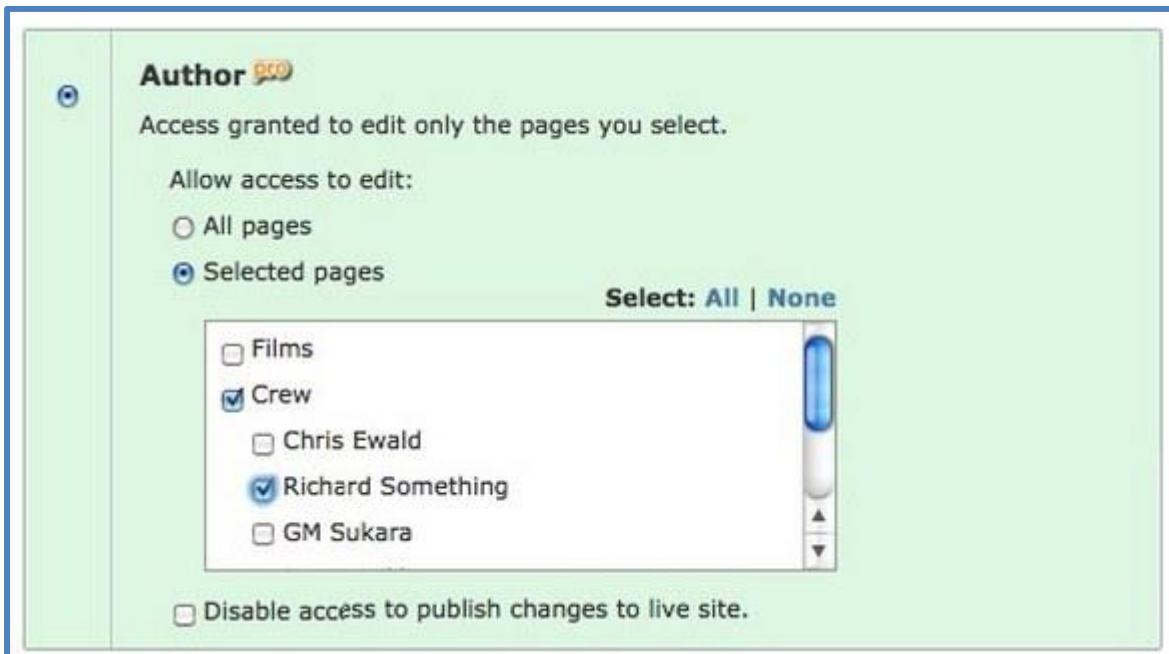 Author pro
Access granted to edit only the pages you select.
Allow access to edit:
All pages
Selected pages
Select: All | None
Films
Crew
Chris Ewald
Richard Something
GM Sukara
Disable access to publish changes to live site.